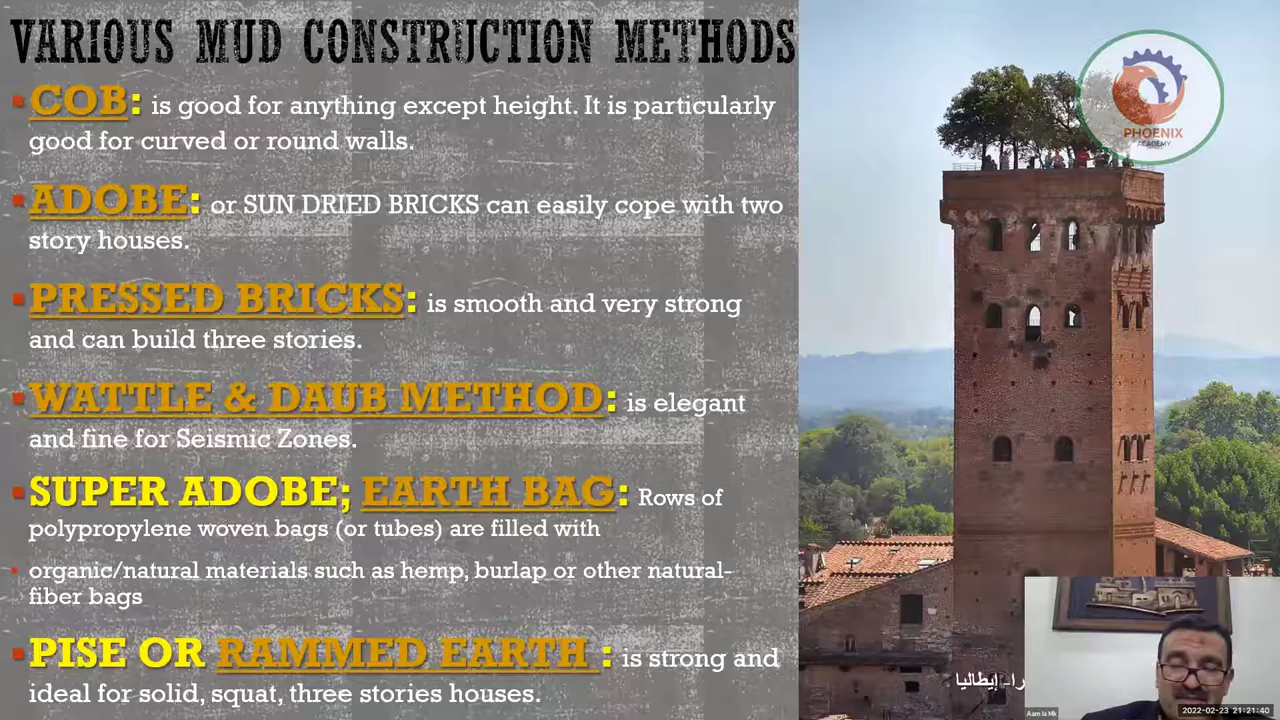 VARIOUS MUD CONSTRUCTION METHODS
COB: is good for anything except height. It is particularly
good for curved or round walls.
ADOBE: or SUN DRIED BRICKS can easily cope with two
story houses.
PRESSED BRICKS: is smooth and very strong
and can build three stories.
WATTLE & DAUB METHOD: is elegant
and fine for Seismic Zones.
SUPER ADOBE; EARTH BAG: Rows of
polypropylene woven bags (or tubes) are filled with
organic/natural materials such as hemp, burlap or other natural-
fiber bags
PISE OR RAMMED EARTH : is strong and
ideal for solid, squat, three stories houses.
PHOENIX
ACADEMY
إيطاليا
2022-02-23 21:21:40